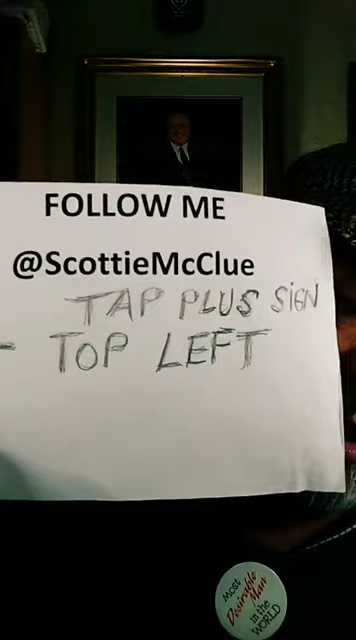 FOLLOW ME
@ScottieMcClue
TAP PLUS SIGN
- TOP LEFT
MOST
Desirable
Man
in the
WORLD